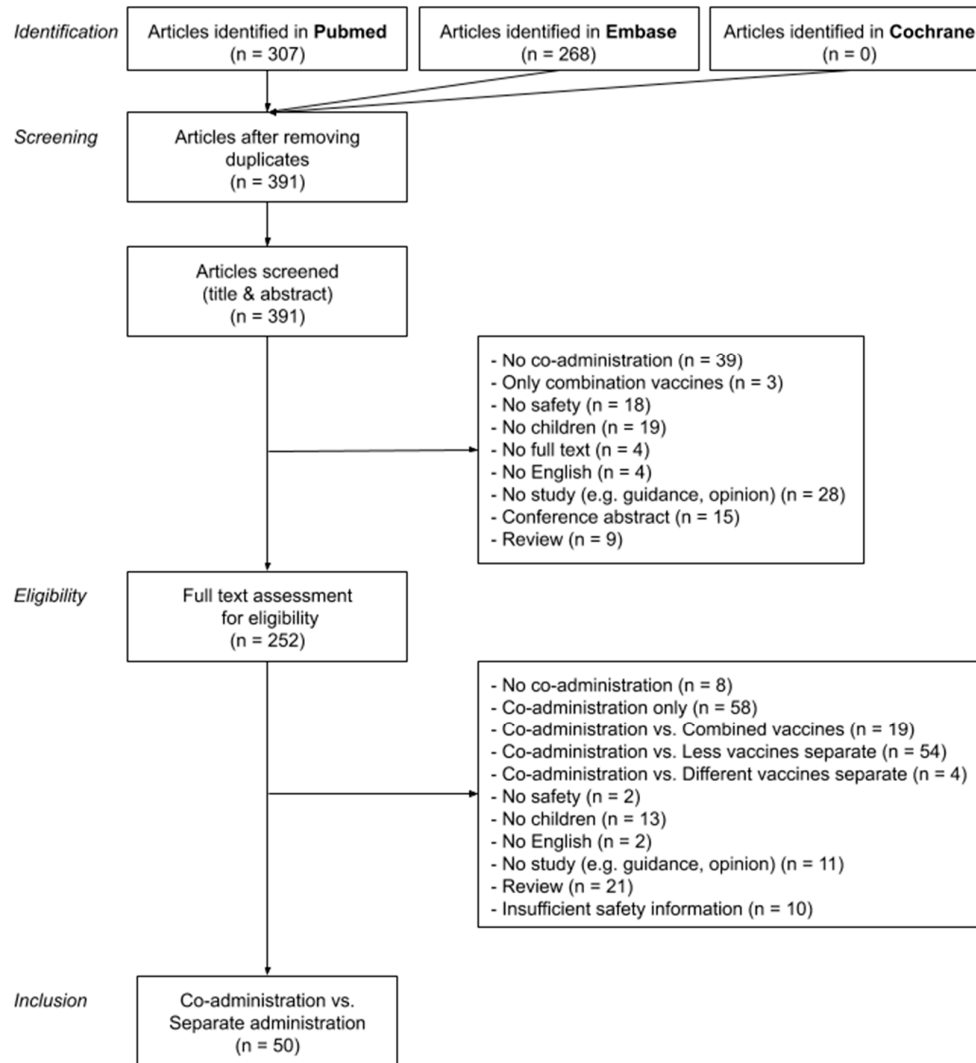 Identification
Articles identified in Pubmed
(n = 307)
Articles identified in Embase
(n = 268)
Articles identified in Cochrane
(n = 0)
Screening
Articles after removing
duplicates
(n = 391)
Articles screened
(title & abstract)
(n = 391)
- No co-administration (n = 39)
- Only combination vaccines (n = 3)
- No safety (n = 18)
- No children (n = 19)
- No full text (n = 4)
- No English (n = 4)
- No study (e.g. guidance, opinion) (n = 28)
- Conference abstract (n = 15)
- Review (n = 9)
Eligibility
Full text assessment
for eligibility
(n = 252)
- No co-administration (n = 8)
- Co-administration only (n = 58)
- Co-administration vs. Combined vaccines (n = 19)
- Co-administration vs. Less vaccines separate (n = 54)
- Co-administration vs. Different vaccines separate (n = 4)
- No safety (n = 2)
- No children (n = 13)
- No English (n = 2)
- No study (e.g. guidance, opinion) (n = 11)
- Review (n = 21)
- Insufficient safety information (n = 10)
Inclusion
Co-administration vs.
Separate administration
(n = 50)